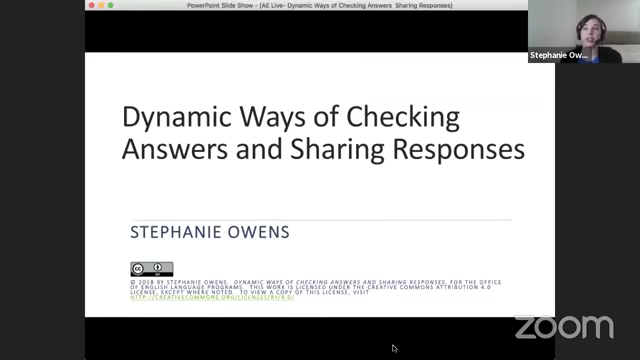 PowerPoint Slide Show - [AE Live- Dynamic Ways of Checking Answers Sharing Responses]
Stephanie Ow...
Dynamic Ways of Checking
Answers and Sharing Responses
STEPHANIE OWENS
cc BY
© 2018 BY STEPHANIE OWENS. DYNAMIC WAYS OF CHECKING ANSWERS AND SHARING RESPONSES, FOR THE OFFICE
OF ENGLISH LANGUAGE PROGRAMS. THIS WORK IS LICENSED UNDER THE CREATIVE COMMONS ATTRIBUTION 4.0
LICENSE, EXCEPT WHERE NOTED. TO VIEW A COPY OF THIS LICENSE, VISIT
HTTP://CREATIVECOMMONS.ORG/LICENSES/BY/4.0/
zoom